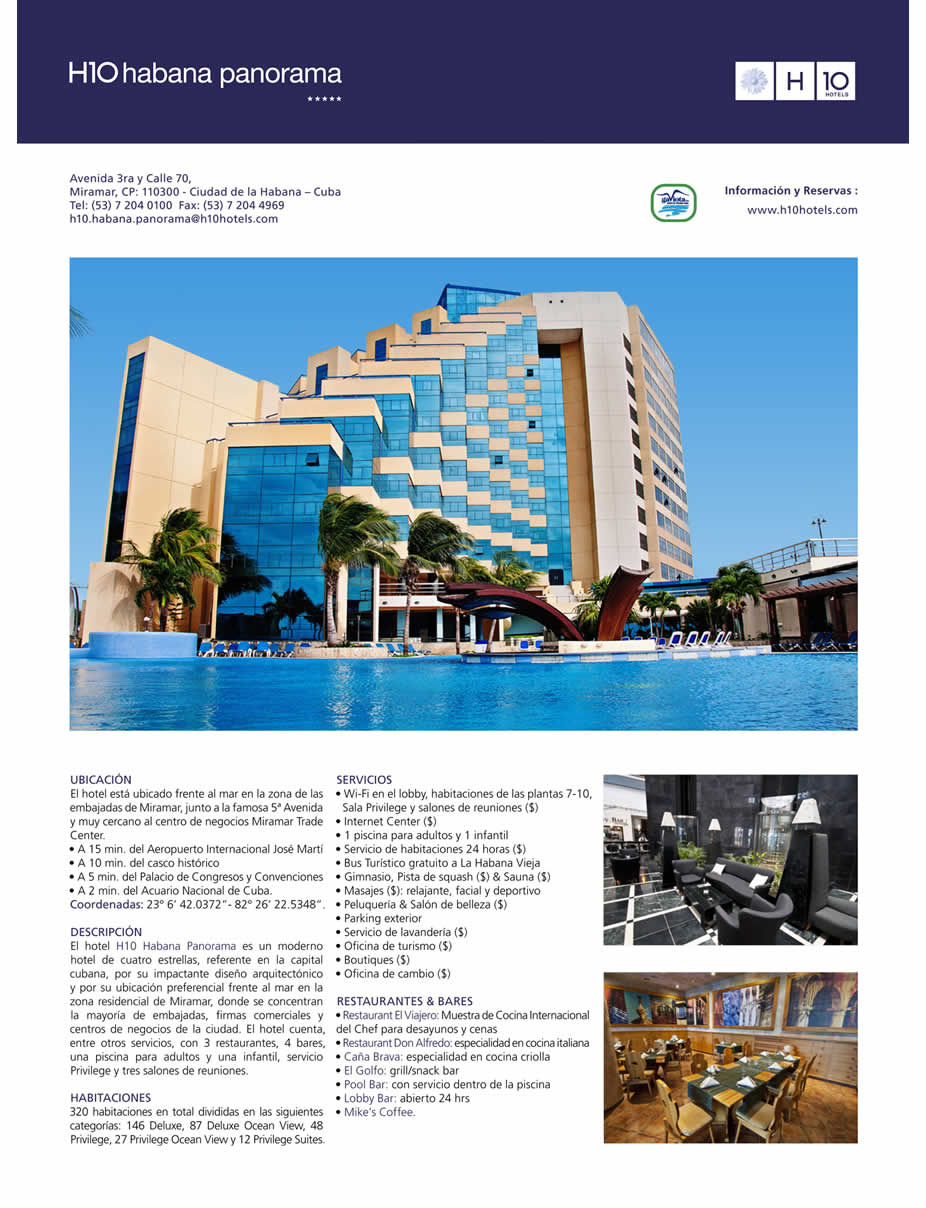 H10 habana panorama
★★★★★
H 10
HOTELS
Avenida 3ra y Calle 70,
Miramar, CP: 110300 - Ciudad de la Habana – Cuba
Tel: (53) 7 204 0100 Fax: (53) 7 204 4969
h10.habana.panorama@h10hotels.com
gaviota
Información y Reservas :
www.h10hotels.com
UBICACIÓN
El hotel está ubicado frente al mar en la zona de las
embajadas de Miramar, junto a la famosa 5ª Avenida
y muy cercano al centro de negocios Miramar Trade
Center.
• A 15 min. del Aeropuerto Internacional José Martí
• A 10 min. del casco histórico
• A 5 min. del Palacio de Congresos y Convenciones
• A 2 min. del Acuario Nacional de Cuba.
Coordenadas: 23º 6’ 42.0372”- 82º 26’ 22.5348”.
DESCRIPCIÓN
El hotel H10 Habana Panorama es un moderno
hotel de cuatro estrellas, referente en la capital
cubana, por su impactante diseño arquitectónico
y por su ubicación preferencial frente al mar en la
zona residencial de Miramar, donde se concentran
la mayoría de embajadas, firmas comerciales y
centros de negocios de la ciudad. El hotel cuenta,
entre otros servicios, con 3 restaurantes, 4 bares,
una piscina para adultos y una infantil, servicio
Privilege y tres salones de reuniones.
HABITACIONES
320 habitaciones en total divididas en las siguientes
categorías: 146 Deluxe, 87 Deluxe Ocean View, 48
Privilege, 27 Privilege Ocean View y 12 Privilege Suites.
SERVICIOS
• Wi-Fi en el lobby, habitaciones de las plantas 7-10,
Sala Privilege y salones de reuniones ($)
• Internet Center ($)
• 1 piscina para adultos y 1 infantil
• Servicio de habitaciones 24 horas ($)
• Bus Turístico gratuito a La Habana Vieja
• Gimnasio, Pista de squash ($) & Sauna ($)
• Masajes ($): relajante, facial y deportivo
• Peluquería & Salón de belleza ($)
• Parking exterior
• Servicio de lavandería ($)
• Oficina de turismo ($)
• Boutiques ($)
• Oficina de cambio ($)
RESTAURANTES & BARES
• Restaurant El Viajero: Muestra de Cocina Internacional
del Chef para desayunos y cenas
• Restaurant Don Alfredo: especialidad en cocina italiana
• Caña Brava: especialidad en cocina criolla
• El Golfo: grill/snack bar
• Pool Bar: con servicio dentro de la piscina
• Lobby Bar: abierto 24 hrs
• Mike’s Coffee.